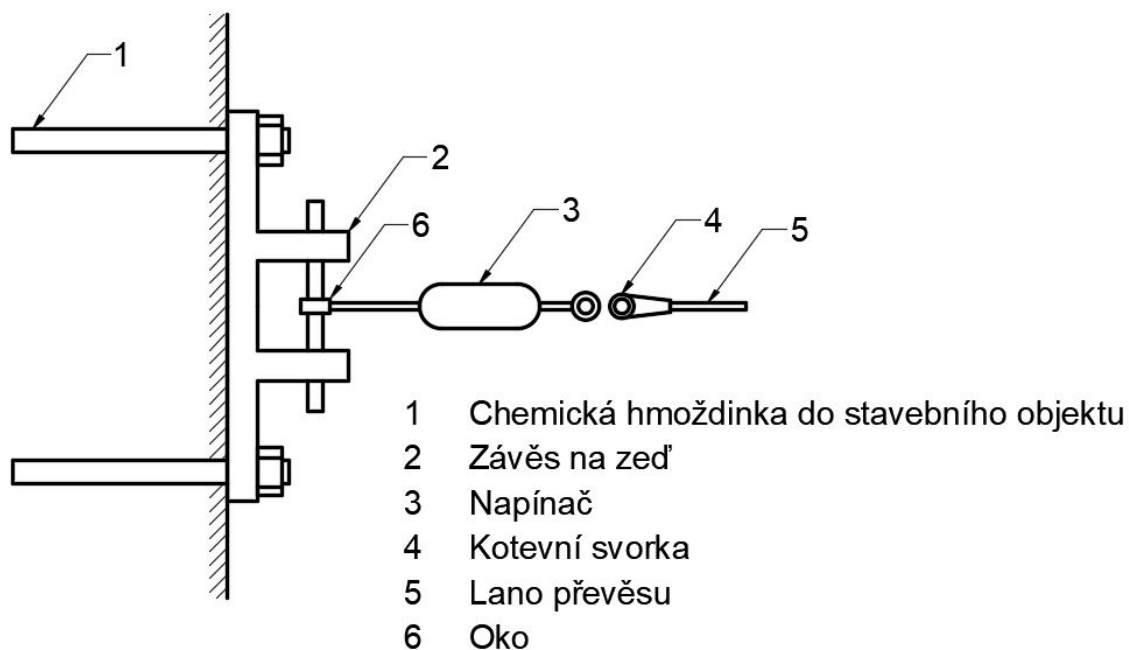 1
2
6
3
4
5
1 Chemická hmoždinka do stavebního objektu
2 Závěs na zeď
3 Napínač
4 Kotevní svorka
5 Lano převěsu
6 Oko